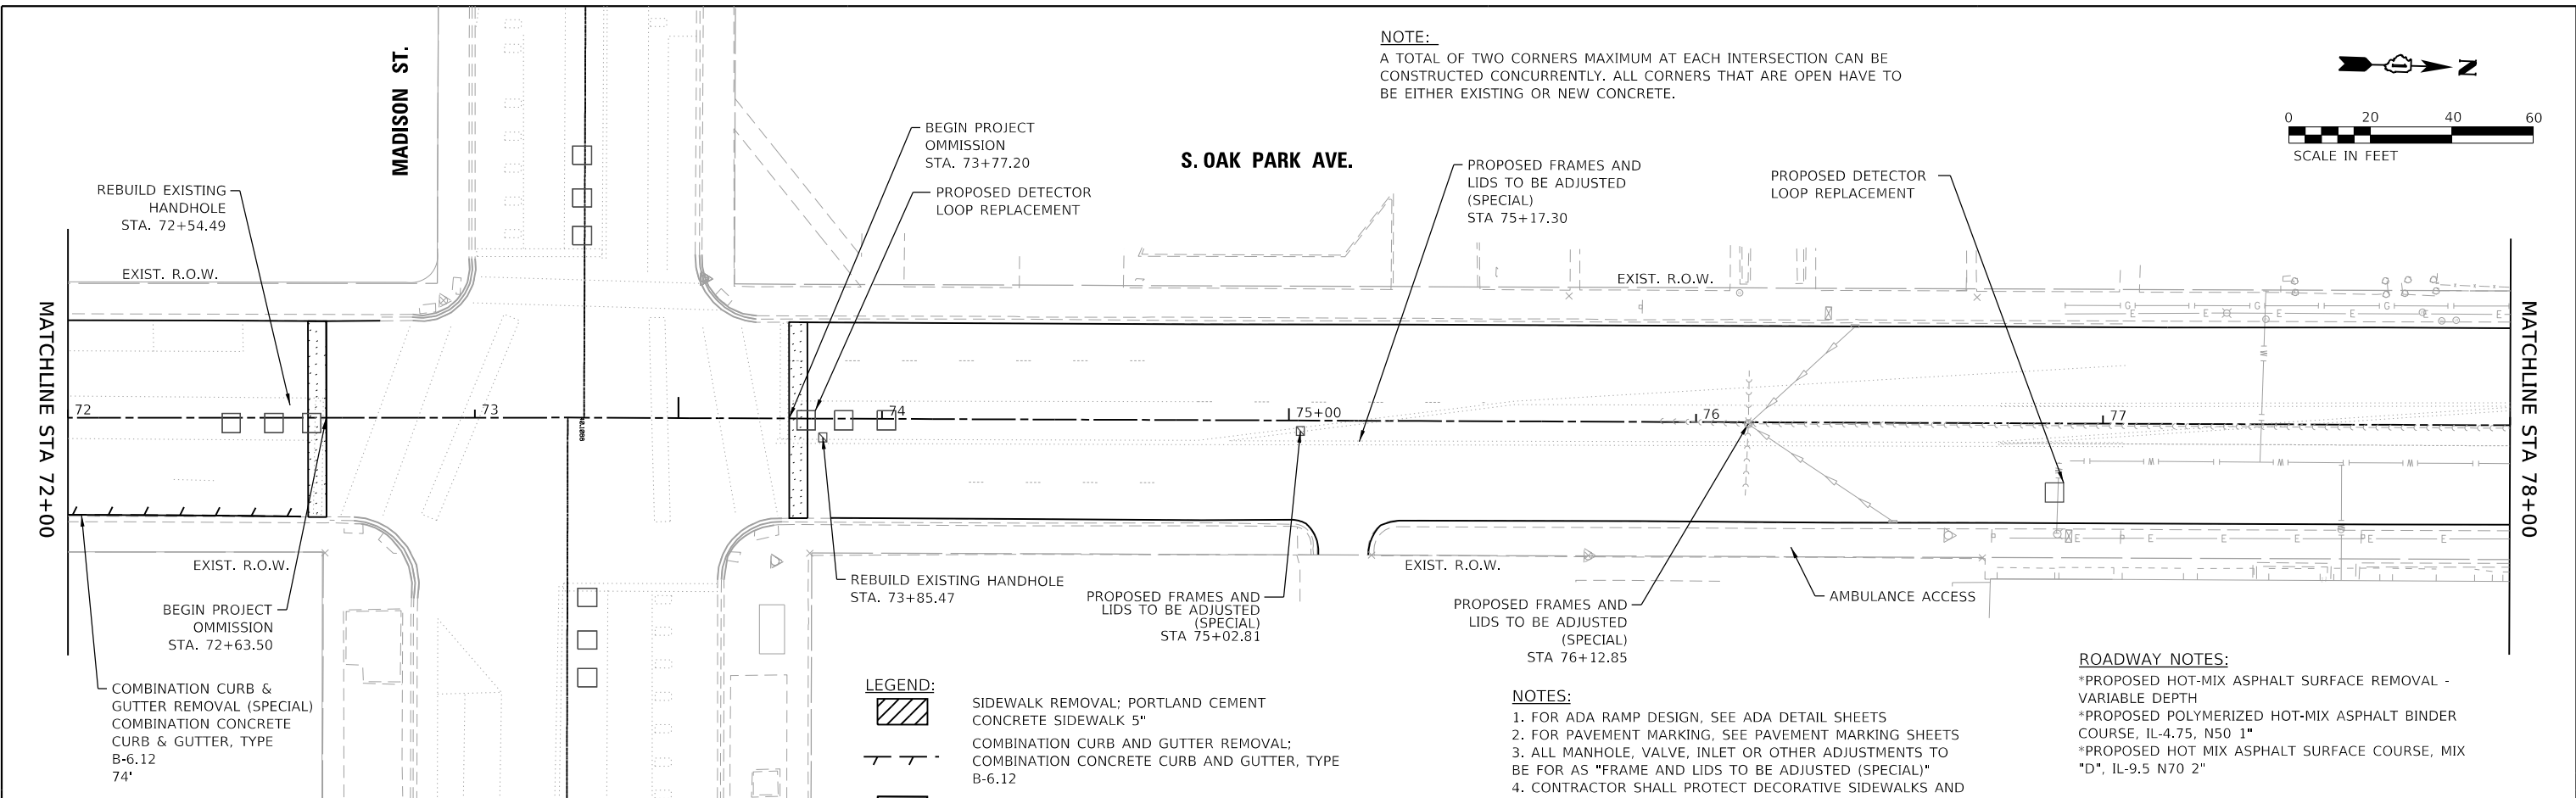 MADISON ST.
NOTE:
A TOTAL OF TWO CORNERS MAXIMUM AT EACH INTERSECTION CAN BE
CONSTRUCTED CONCURRENTLY. ALL CORNERS THAT ARE OPEN HAVE TO
BE EITHER EXISTING OR NEW CONCRETE.
N
0 20 40 60
SCALE IN FEET
BEGIN PROJECT
OMMISSION
STA. 73+77.20
S. OAK PARK AVE.
PROPOSED DETECTOR
LOOP REPLACEMENT
PROPOSED FRAMES AND
LIDS TO BE ADJUSTED
(SPECIAL)
STA 75+17.30
PROPOSED DETECTOR
LOOP REPLACEMENT
REBUILD EXISTING
HANDHOLE
STA. 72+54.49
EXIST. R.O.W.
EXIST. R.O.W.
G G G
E E E E E E
MATCHLINE STA 72+00
MATCHLINE STA 78+00
72
73
74
75+00
76
77
W
W W W
EXIST. R.O.W.
EXIST. R.O.W.
P E P E E E PE E
BEGIN PROJECT
OMMISSION
STA. 72+63.50
REBUILD EXISTING HANDHOLE
STA. 73+85.47
PROPOSED FRAMES AND
LIDS TO BE ADJUSTED
(SPECIAL)
STA 75+02.81
PROPOSED FRAMES AND
LIDS TO BE ADJUSTED
(SPECIAL)
STA 76+12.85
AMBULANCE ACCESS
COMBINATION CURB &
GUTTER REMOVAL (SPECIAL)
COMBINATION CONCRETE
CURB & GUTTER, TYPE
B-6.12
74'
LEGEND:
SIDEWALK REMOVAL; PORTLAND CEMENT
CONCRETE SIDEWALK 5"
COMBINATION CURB AND GUTTER REMOVAL;
COMBINATION CONCRETE CURB AND GUTTER, TYPE
B-6.12
NOTES:
1. FOR ADA RAMP DESIGN, SEE ADA DETAIL SHEETS
2. FOR PAVEMENT MARKING, SEE PAVEMENT MARKING SHEETS
3. ALL MANHOLE, VALVE, INLET OR OTHER ADJUSTMENTS TO
BE FOR AS "FRAME AND LIDS TO BE ADJUSTED (SPECIAL)"
4. CONTRACTOR SHALL PROTECT DECORATIVE SIDEWALKS AND
ROADWAY NOTES:
*PROPOSED HOT-MIX ASPHALT SURFACE REMOVAL -
VARIABLE DEPTH
*PROPOSED POLYMERIZED HOT-MIX ASPHALT BINDER
COURSE, IL-4.75, N50 1"
*PROPOSED HOT MIX ASPHALT SURFACE COURSE, MIX
"D", IL-9.5 N70 2"